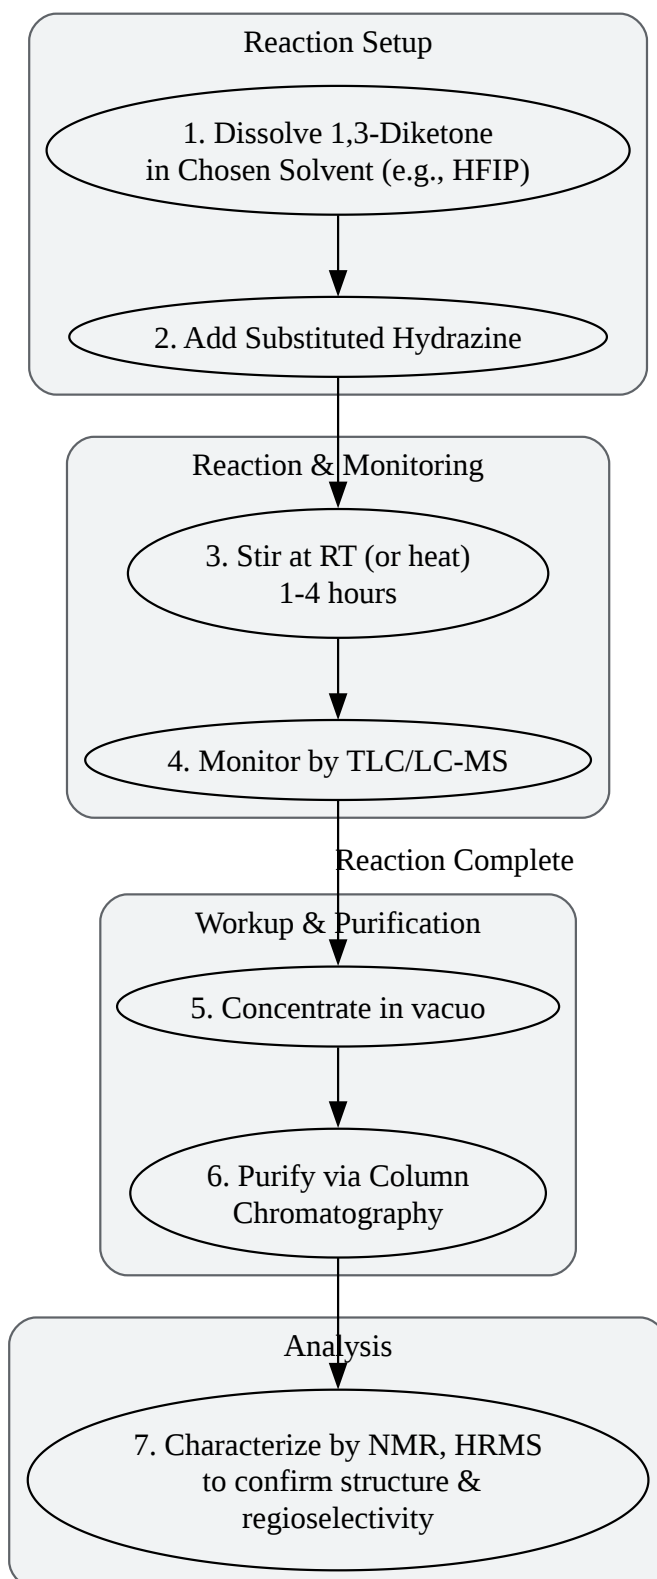 Reaction Setup
1. Dissolve 1,3-Diketone
in Chosen Solvent (e.g., HFIP)
2. Add Substituted Hydrazine
Reaction & Monitoring
3. Stir at RT (or heat)
1-4 hours
4. Monitor by TLC/LC-MS
Reaction Complete
Workup & Purification
5. Concentrate in vacuo
6. Purify via Column
Chromatography
Analysis
7. Characterize by NMR, HRMS
to confirm structure &
regioselectivity